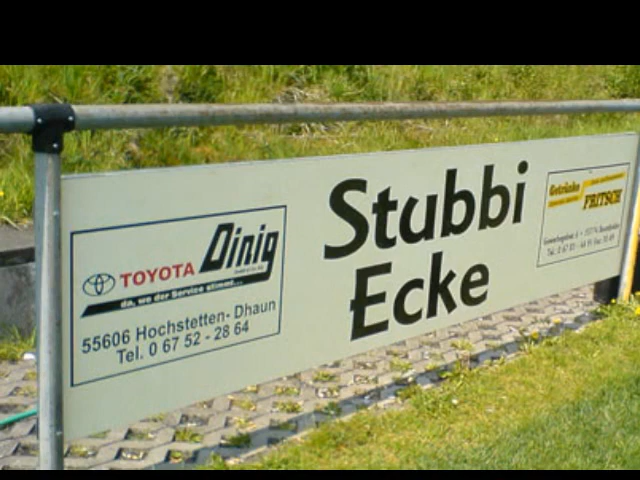 TOYOTA Dinig
da, wo der Service stimmt...
55606 Hochstetten-Dhaun
Tel. 0 67 52 - 28 64
Stubbi
Ecke
Getränke
FRITSCH